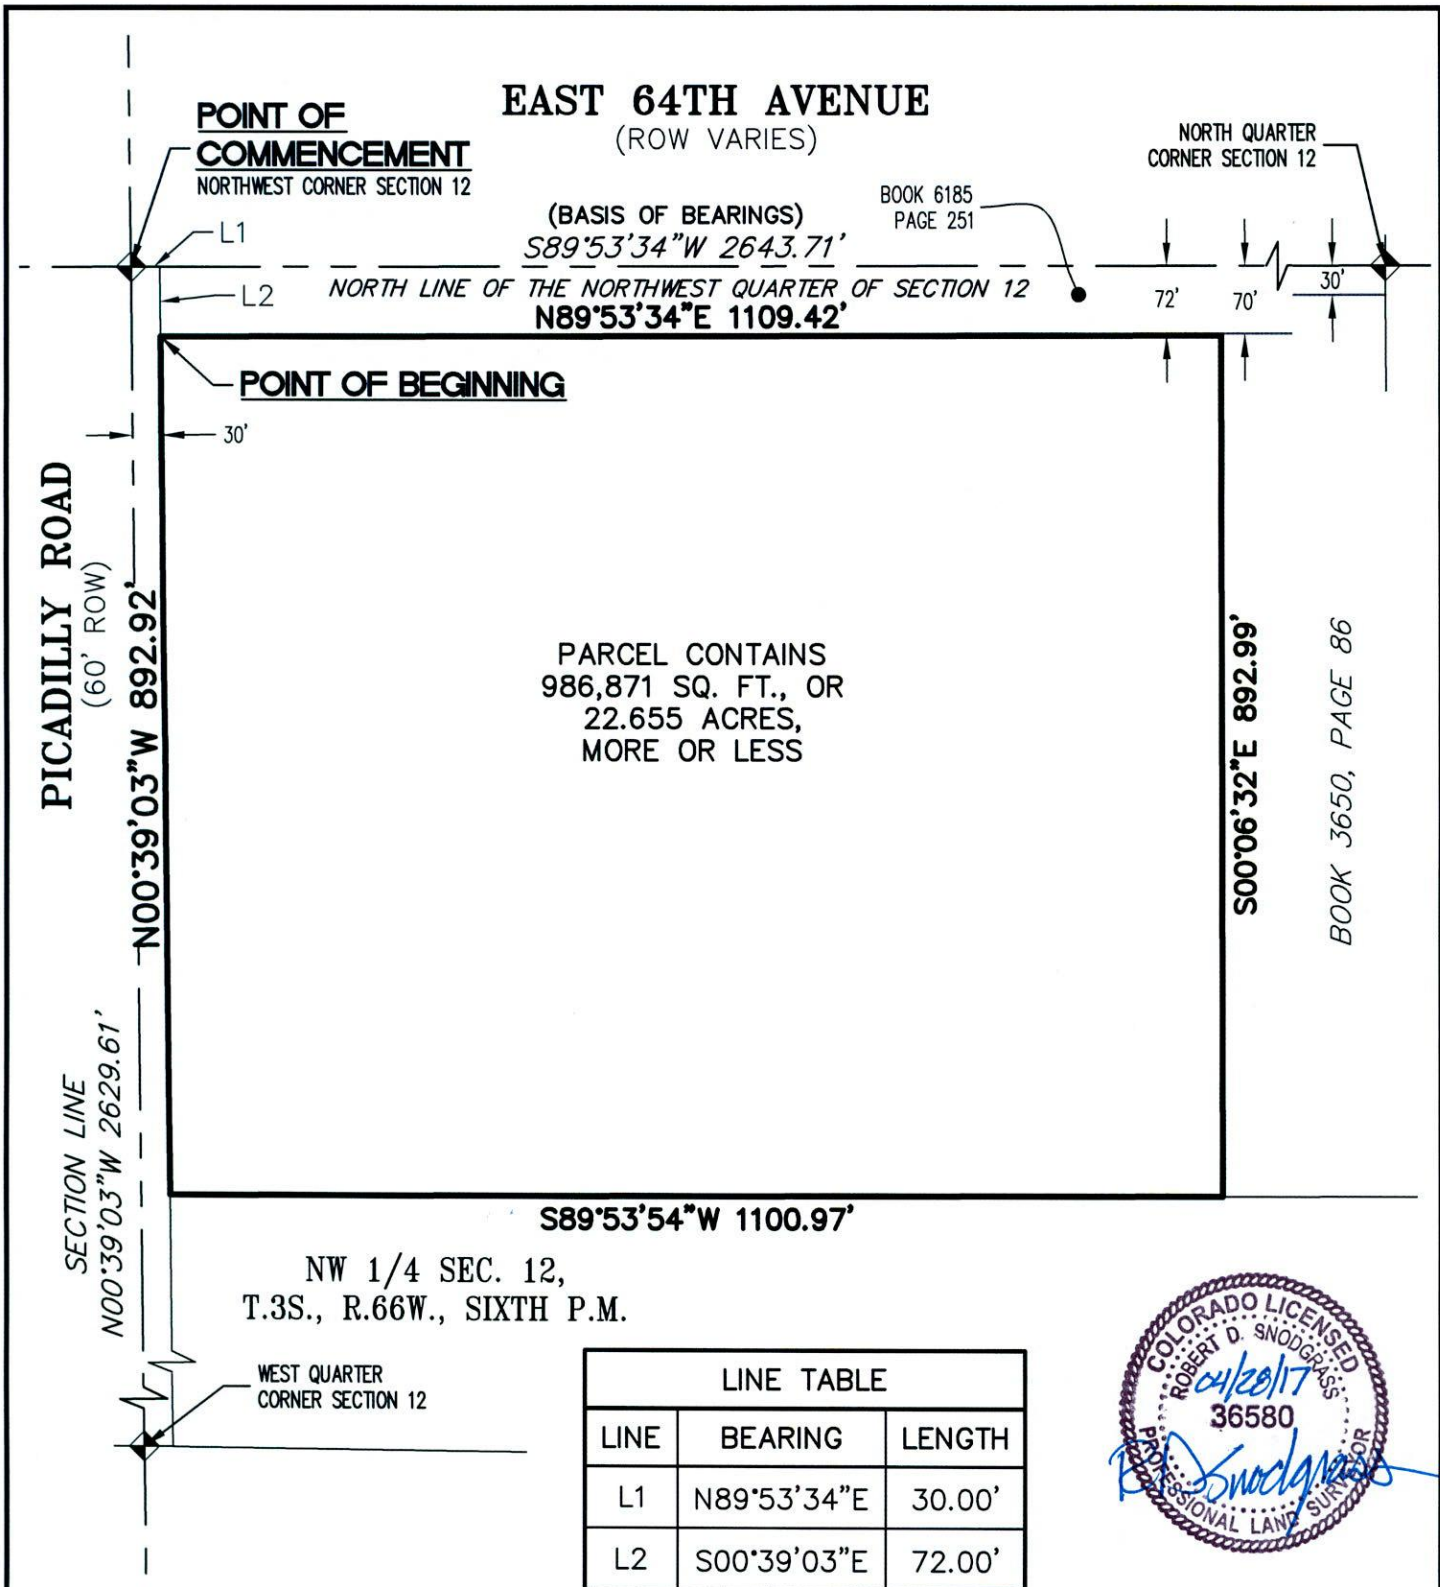 EAST 64TH AVENUE
(ROW VARIES)
POINT OF
COMMENCEMENT
NORTHWEST CORNER SECTION 12
NORTH QUARTER
CORNER SECTION 12
BOOK 6185
PAGE 251
L1
(BASIS OF BEARINGS)
S89°53'34"W 2643.71'
L2
NORTH LINE OF THE NORTHWEST QUARTER OF SECTION 12
N89°53'34"E 1109.42'
72'
70'
30'
POINT OF BEGINNING
30'
PICADILLY ROAD
(60' ROW)
N00°39'03"W 892.92'
PARCEL CONTAINS
986,871 SQ. FT., OR
22.655 ACRES,
MORE OR LESS
S00°06'32"E 892.99'
BOOK 3650, PAGE 86
SECTION LINE
N00°39'03"W 2629.61'
S89°53'54"W 1100.97'
NW 1/4 SEC. 12,
T.3S., R.66W., SIXTH P.M.
WEST QUARTER
CORNER SECTION 12
LINE TABLE
LINE BEARING LENGTH
L1 N89°53'34"E 30.00'
L2 S00°39'03"E 72.00'
COLORADO LICENSED
ROBERT D. SNODGRASS
04/28/17
36580
PROFESSIONAL LAND SURVEYOR
RDSnodgrass